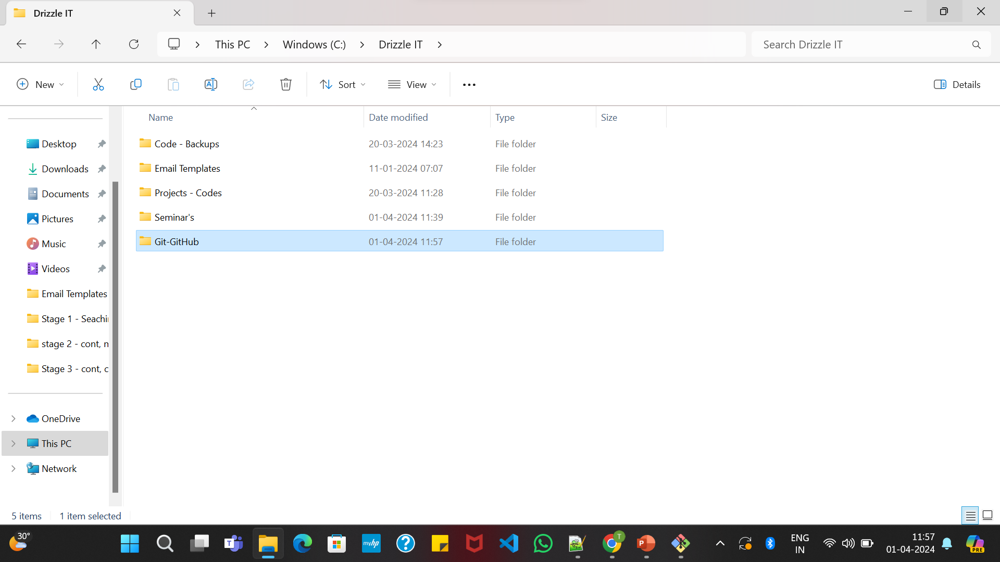 Drizzle IT
This PC
Windows (C:)
Drizzle IT
Search Drizzle IT
New
Sort
View
Details
Name
Date modified
Type
Size
Desktop
Downloads
Documents
Pictures
Music
Videos
Email Templates
Stage 1 - Seachi
stage 2 - cont, n
Stage 3 - cont, c
OneDrive
This PC
Network
Code - Backups 20-03-2024 14:23 File folder
Email Templates 11-01-2024 07:07 File folder
Projects - Codes 20-03-2024 11:28 File folder
Seminar's 01-04-2024 11:39 File folder
Git-GitHub 01-04-2024 11:57 File folder
5 items 1 item selected
30°
T
myhp
?
T
P
ENG
IN
11:57
01-04-2024
PRE